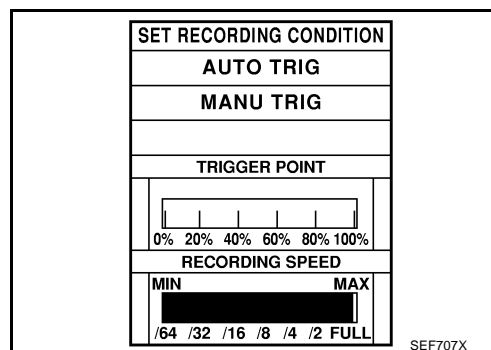 SET RECORDING CONDITION
AUTO TRIG
MANU TRIG
TRIGGER POINT
0% 20% 40% 60% 80% 100%
RECORDING SPEED
MIN MAX
/64 /32 /16 /8 /4 /2 FULL
SEF707X